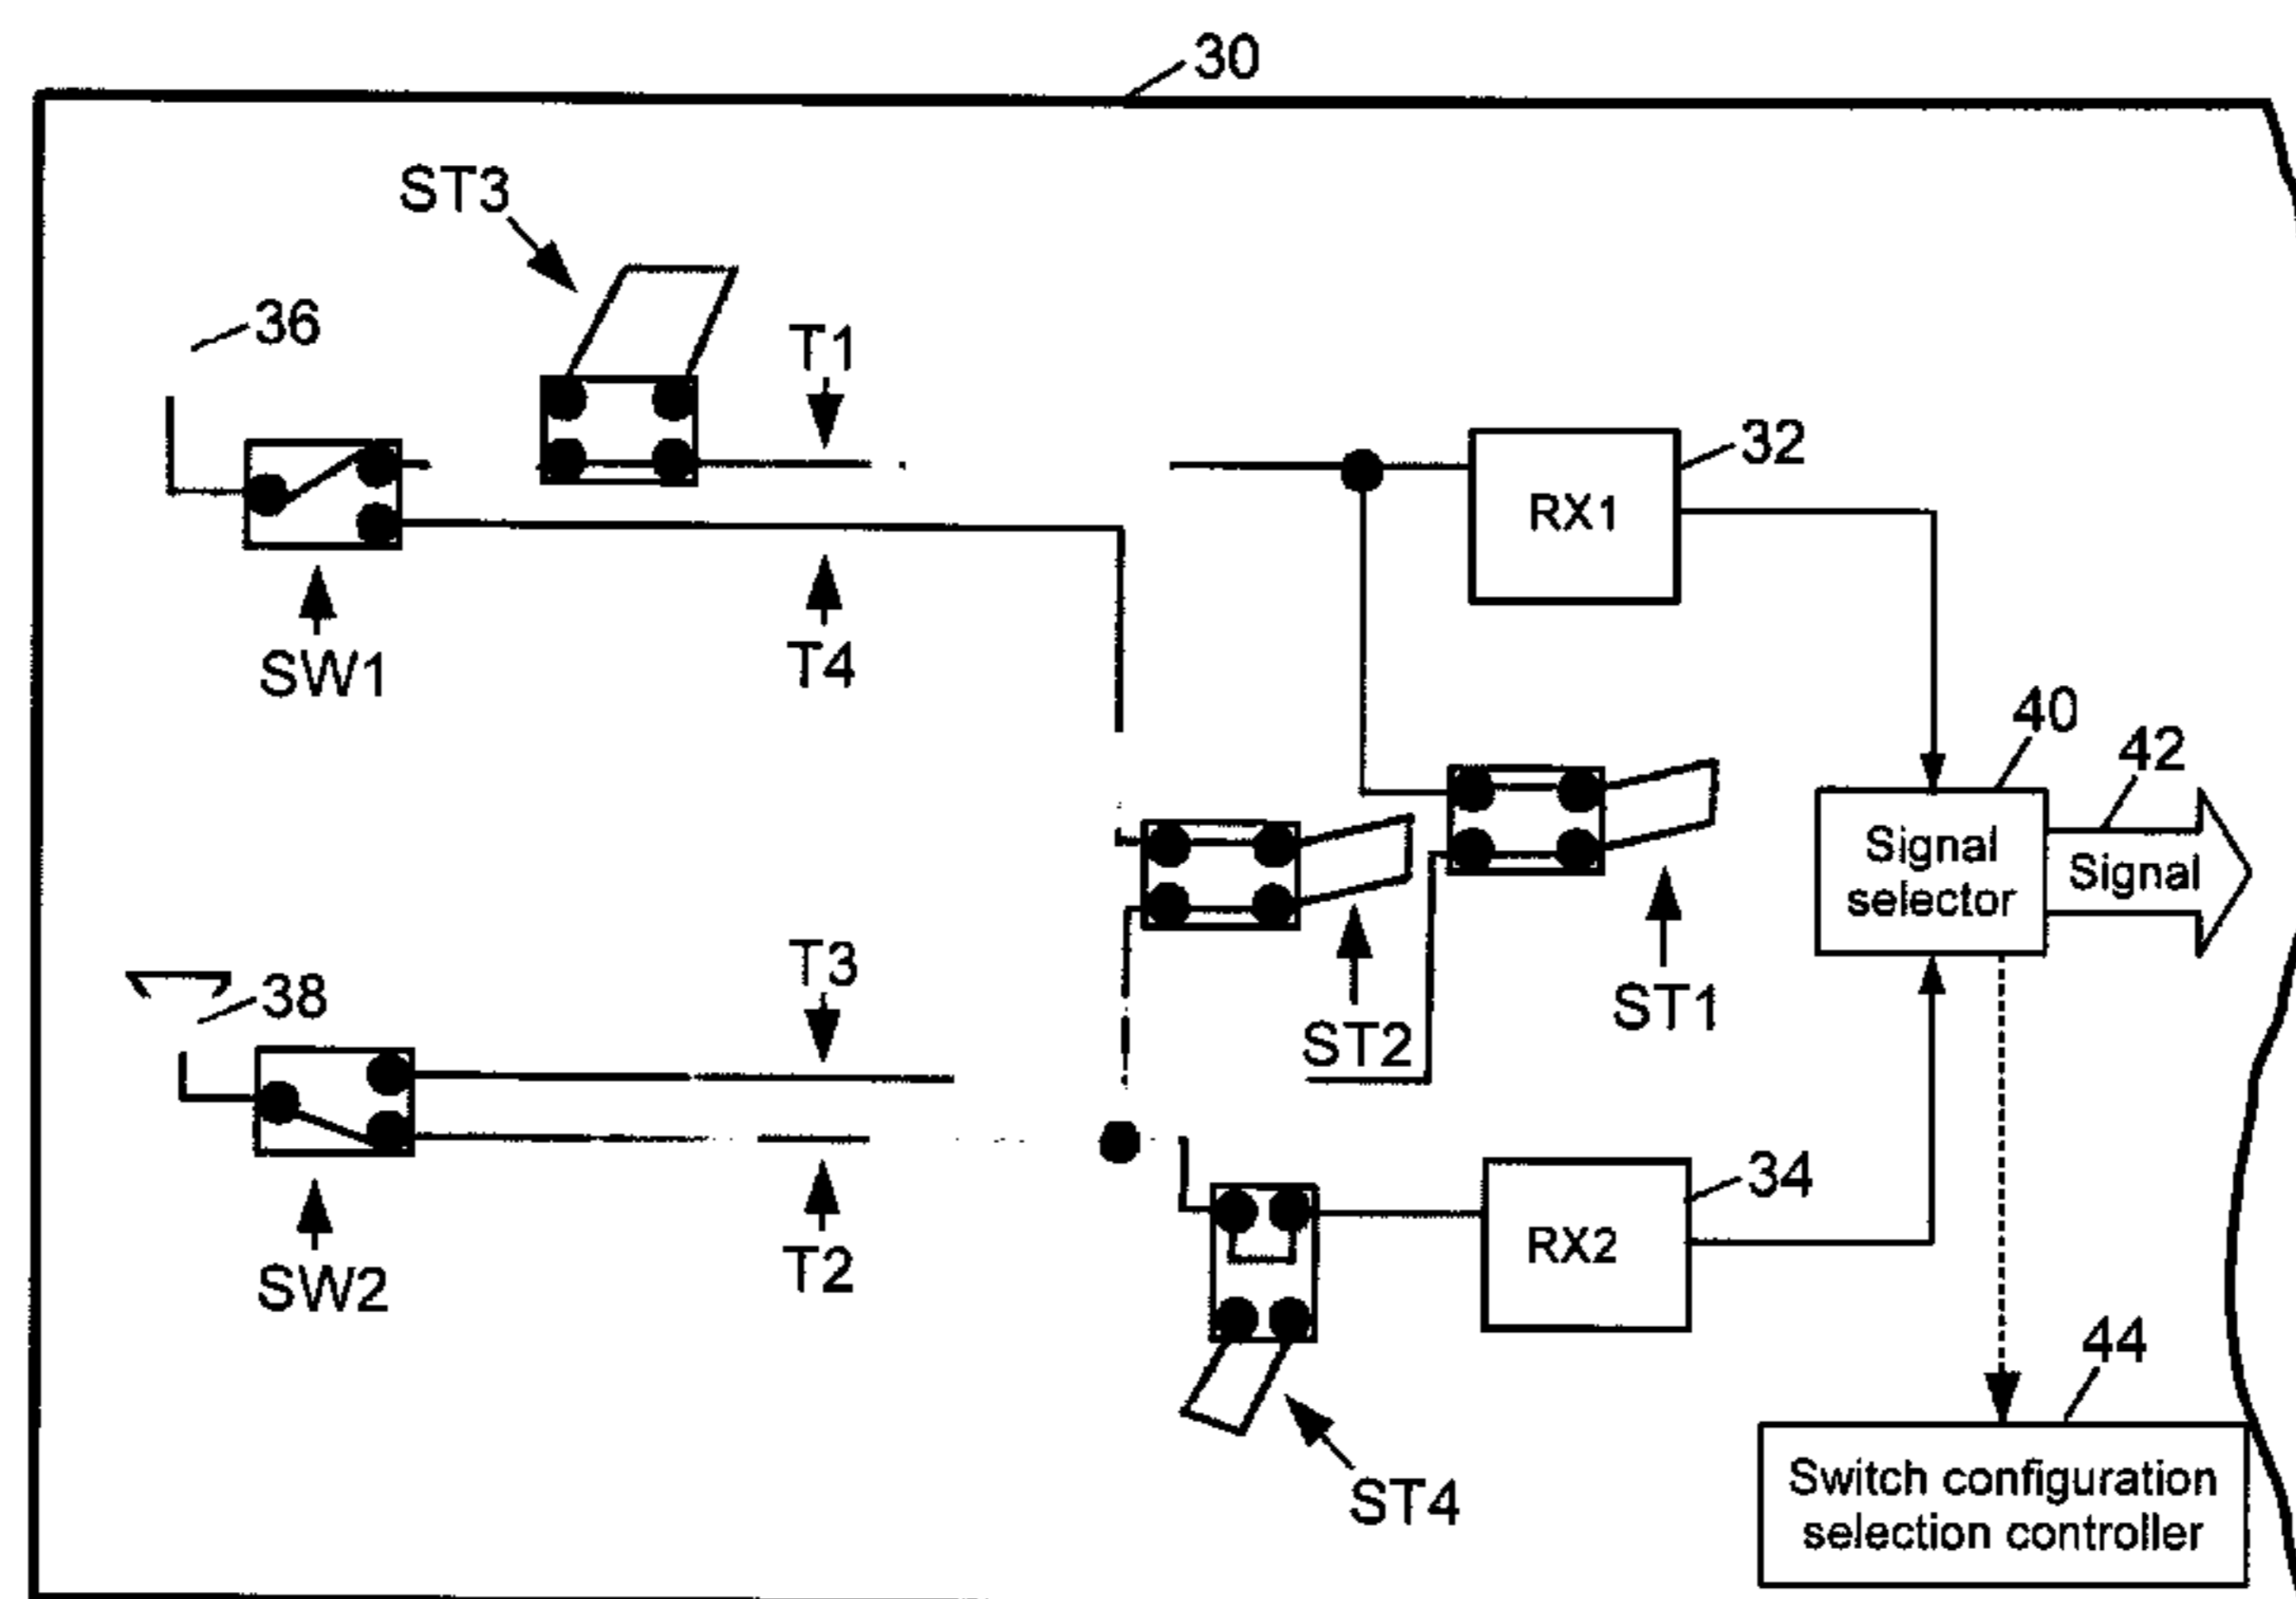 30
ST3
36
T1
32
RX1
SW1
T4
40
42
Signal
selector
Signal
T3
38
ST2
ST1
34
RX2
SW2
T2
44
ST4
Switch configuration
selection controller